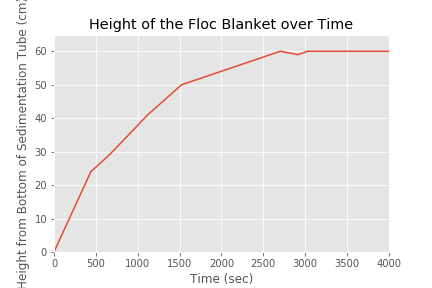 Height of the Floc Blanket over Time
Height from Bottom of Sedimentation Tube (cm)
60
50
40
30
20
10
0
0 500 1000 1500 2000 2500 3000 3500 4000
Time (sec)